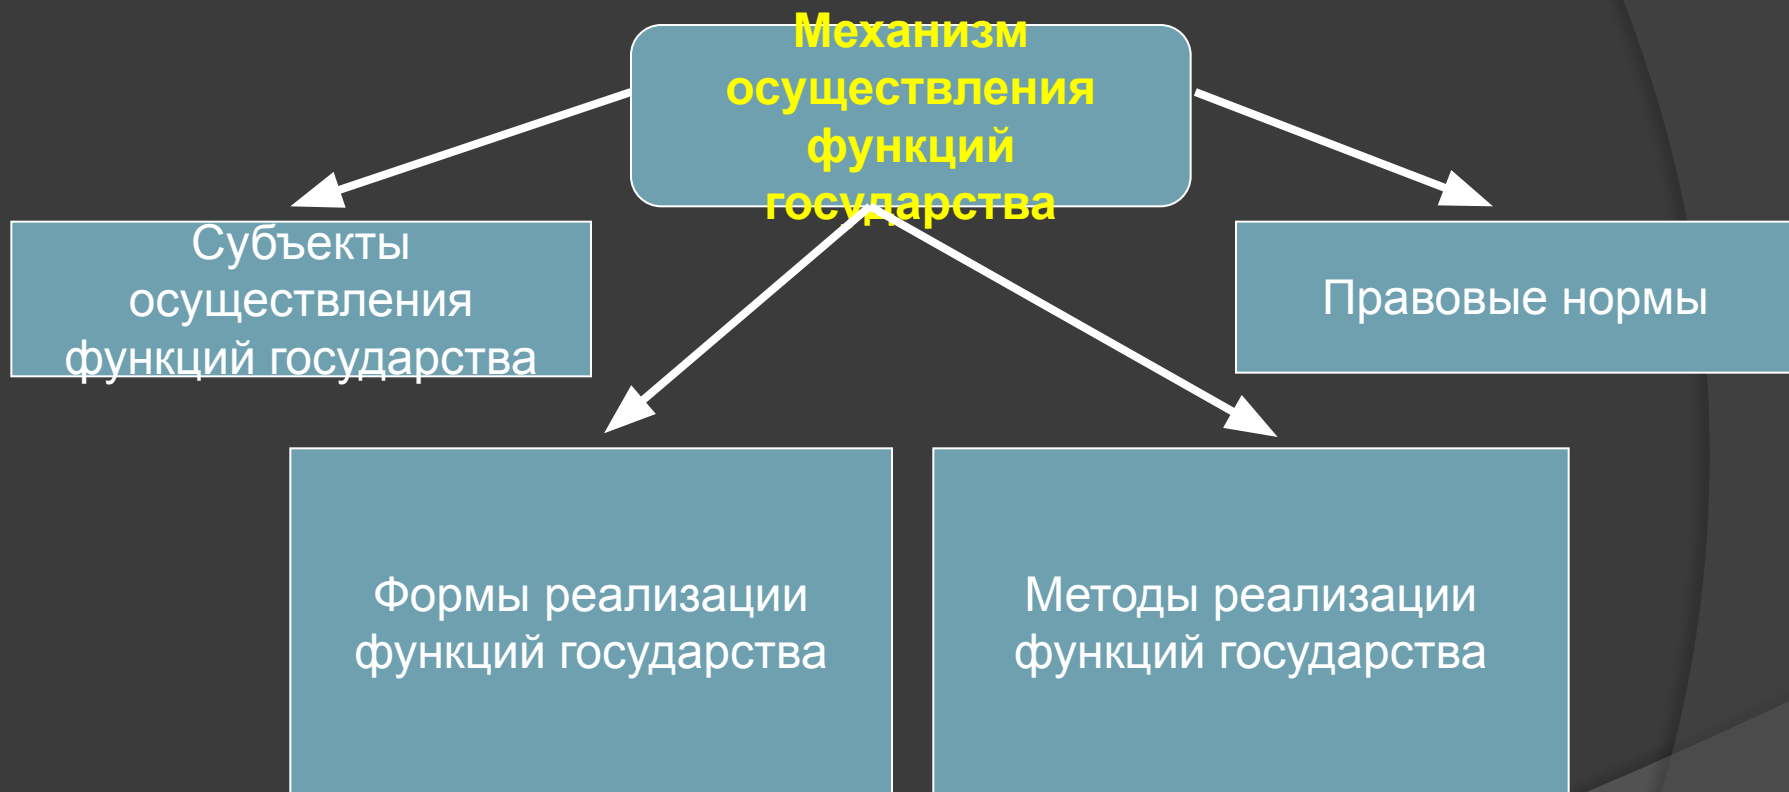 Механизм
осуществления
функций
государства
Субъекты
осуществления
функций государства
Правовые нормы
Формы реализации
функций государства
Методы реализации
функций государства